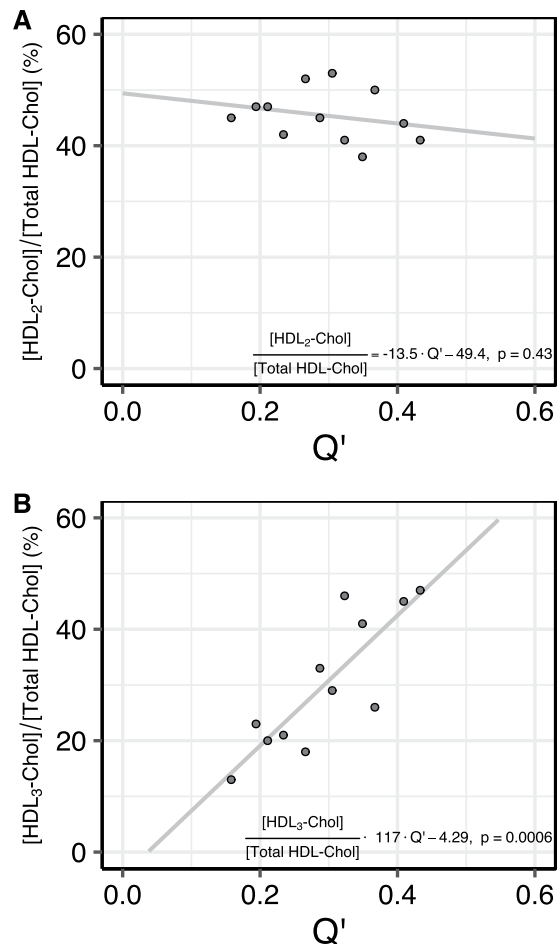 A
[HDL₂-Chol]/[Total HDL-Chol] (%)
60
40
20
0
[HDL₂-Chol]
[Total HDL-Chol] = -13.5 · Q' − 49.4, p = 0.43
0.0 0.2 0.4 0.6
Q'
B
[HDL₃-Chol]/[Total HDL-Chol] (%)
60
40
20
0
[HDL₃-Chol]
[Total HDL-Chol] · 117 · Q' − 4.29, p = 0.0006
0.0 0.2 0.4 0.6
Q'